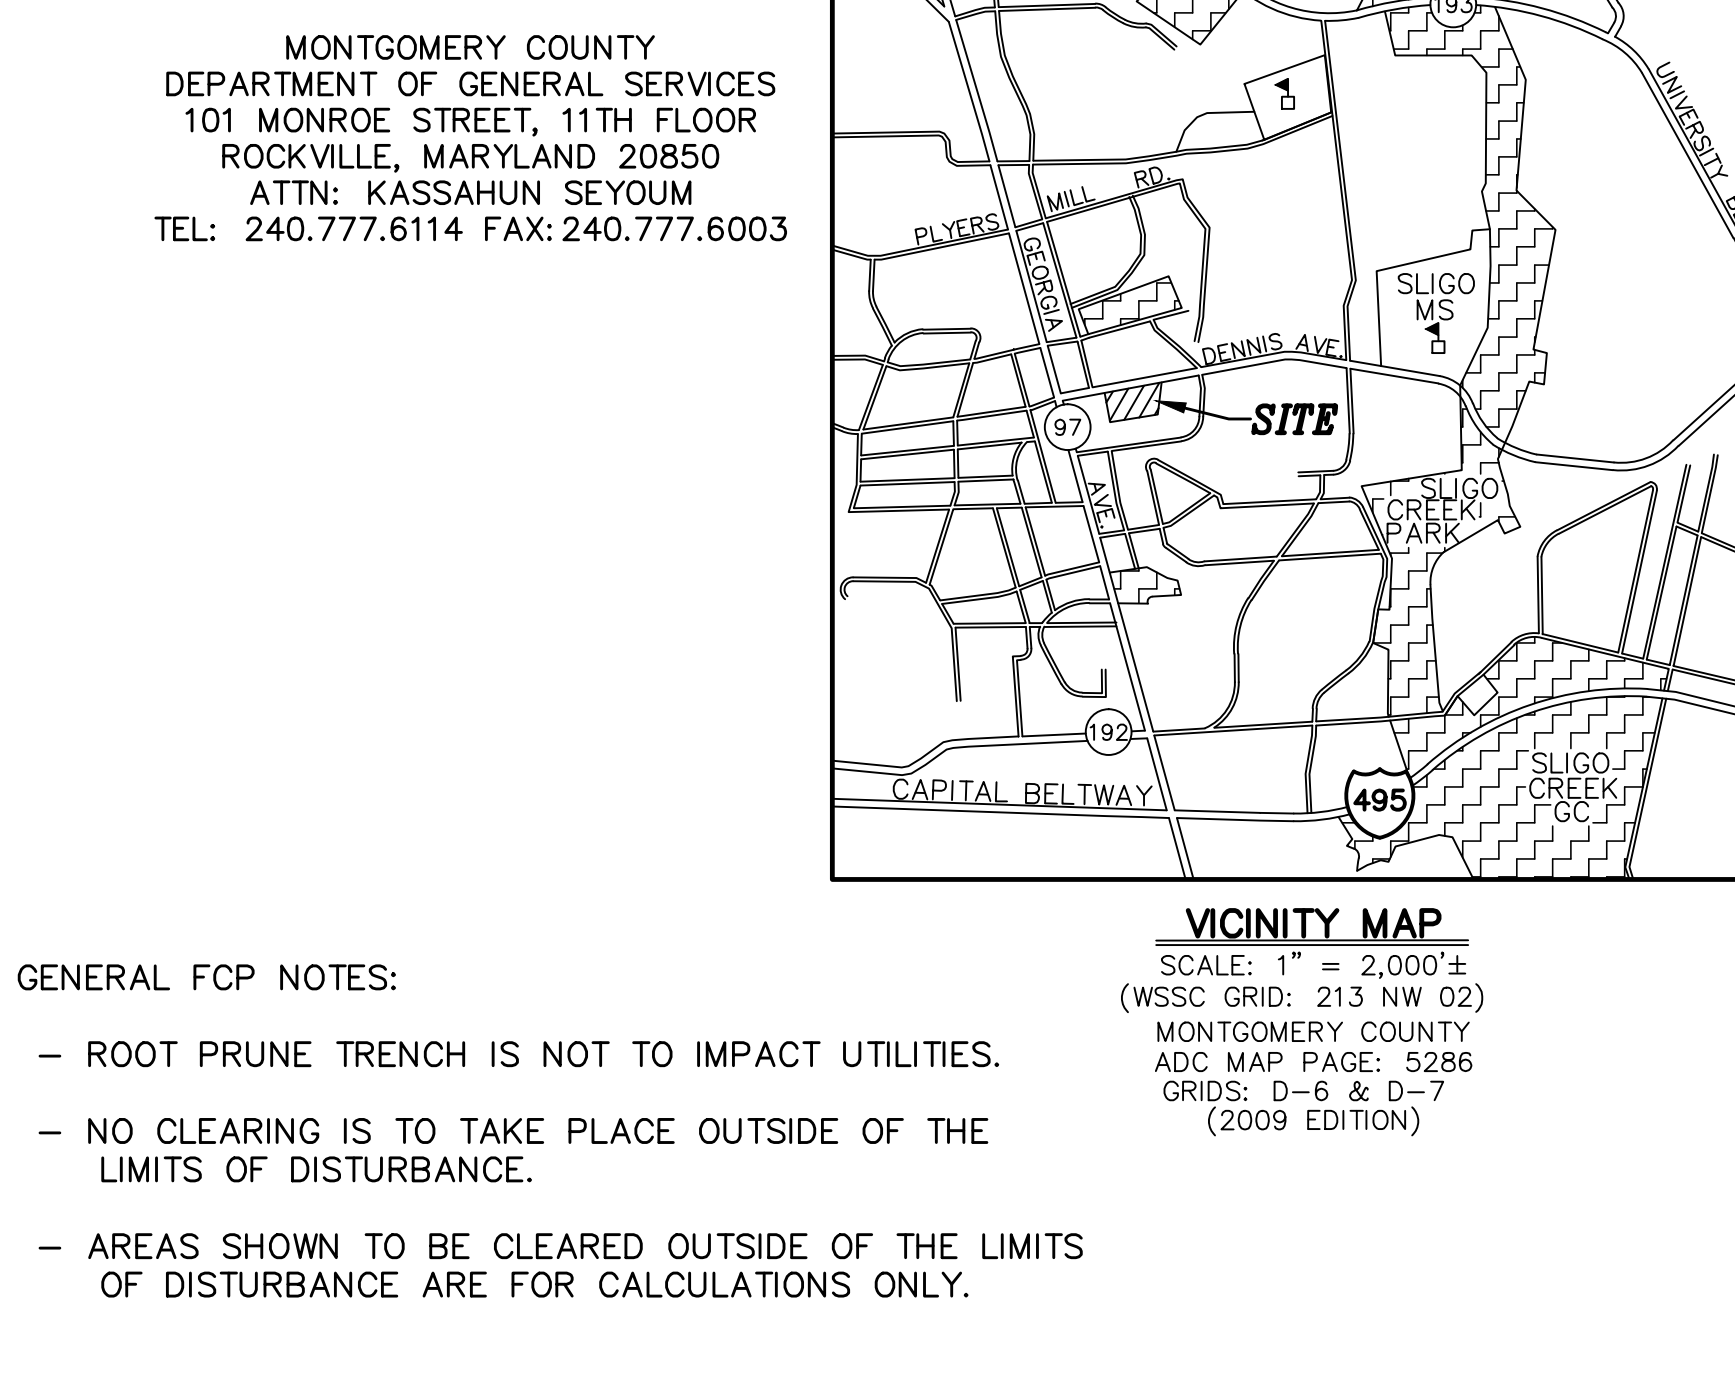 MONTGOMERY COUNTY
DEPARTMENT OF GENERAL SERVICES
101 MONROE STREET, 11TH FLOOR
ROCKVILLE, MARYLAND 20850
ATTN: KASSAHUN SEYOUM
TEL: 240.777.6114 FAX: 240.777.6003
193
UNIVERSITY
PLYERS MILL RD.
GEORGIA
SLIGO
MS
DENNIS AVE.
97
SITE
AVE.
SLIGO
CREEK
PARK
192
CAPITAL BELTWAY
495
SLIGO
CREEK
GC
VICINITY MAP
SCALE: 1" = 2,000'±
(WSSC GRID: 213 NW 02)
MONTGOMERY COUNTY
ADC MAP PAGE: 5286
GRIDS: D-6 & D-7
(2009 EDITION)
GENERAL FCP NOTES:
- ROOT PRUNE TRENCH IS NOT TO IMPACT UTILITIES.
- NO CLEARING IS TO TAKE PLACE OUTSIDE OF THE
LIMITS OF DISTURBANCE.
- AREAS SHOWN TO BE CLEARED OUTSIDE OF THE LIMITS
OF DISTURBANCE ARE FOR CALCULATIONS ONLY.